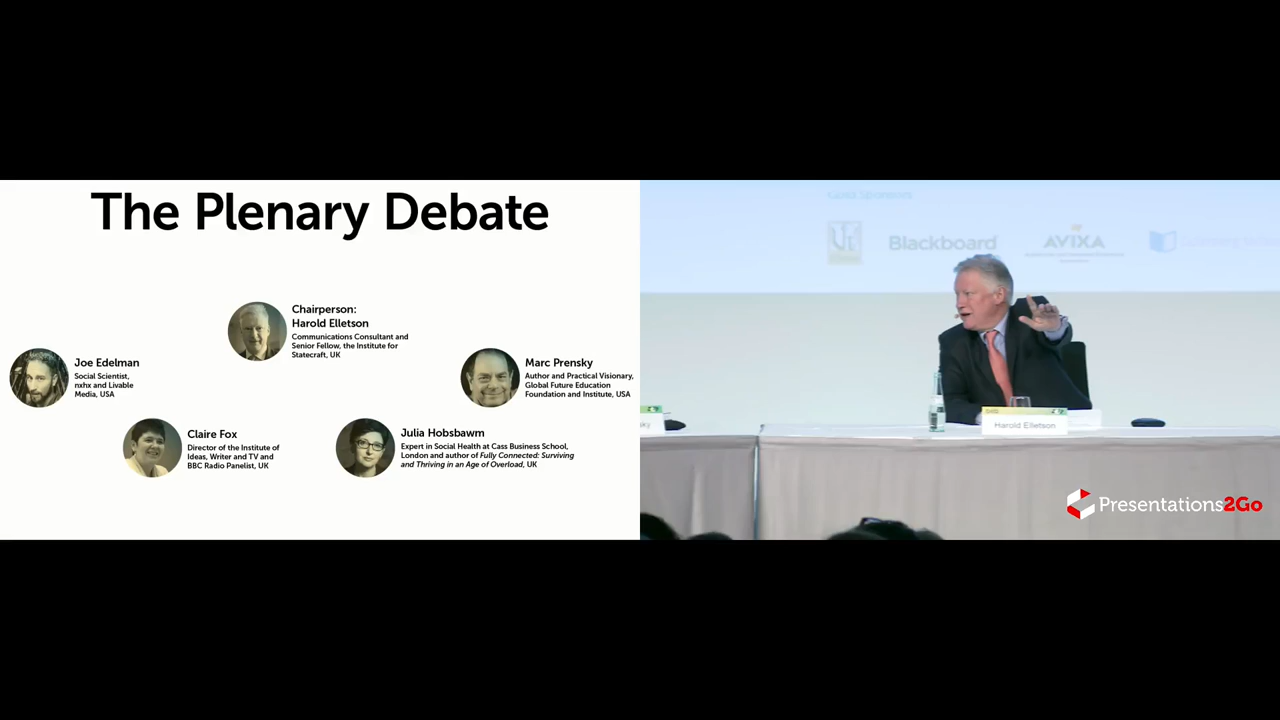 The Plenary Debate
Chairperson:
Harold Elletson
Communications Consultant and
Senior Fellow, the Institute for
Statecraft, UK
Joe Edelman
Social Scientist,
nxhx and Livable
Media, USA
Marc Prensky
Author and Practical Visionary,
Global Future Education
Foundation and Institute, USA
Claire Fox
Director of the Institute of
Ideas, Writer and TV and
BBC Radio Panelist, UK
Julia Hobsbawm
Expert in Social Health at Cass Business School,
London and author of Fully Connected: Surviving
and Thriving in an Age of Overload, UK
Gold Sponsors
Blackboard
AVIXA
Harold Elletson
Presentations2Go